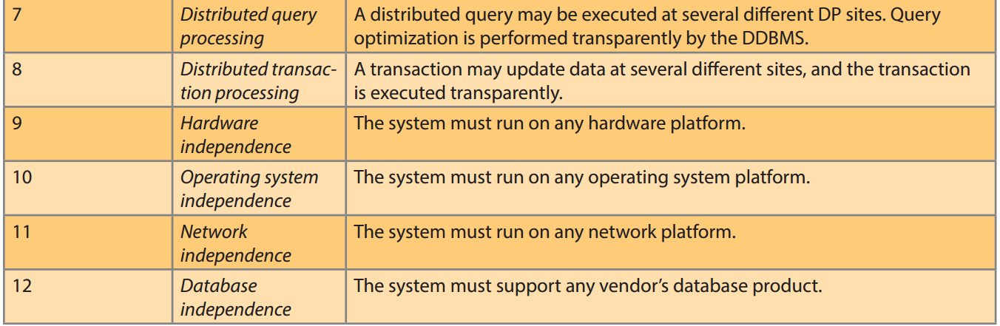 7 Distributed query A distributed query may be executed at several different DP sites. Query
processing optimization is performed transparently by the DDBMS.
8 Distributed transac- A transaction may update data at several different sites, and the transaction
tion processing is executed transparently.
9 Hardware The system must run on any hardware platform.
independence
10 Operating system The system must run on any operating system platform.
independence
11 Network The system must run on any network platform.
independence
12 Database The system must support any vendor’s database product.
independence